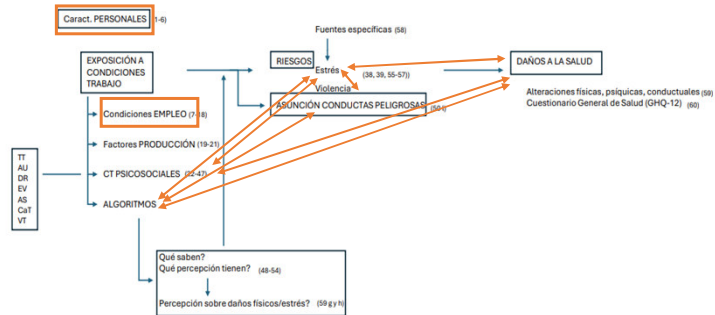 Caract. PERSONALES (1-6)
Fuentes específicas (58)
EXPOSICIÓN A
CONDICIONES
TRABAJO
RIESGOS
Estrés
(38, 39, 55-57))
Violencia
ASUNCIÓN CONDUCTAS PELIGROSAS
DAÑOS A LA SALUD
Alteraciones físicas, psíquicas, conductuales (59)
Cuestionario General de Salud (GHQ-12) (60)
Condiciones EMPLEO (7-18)
Factores PRODUCCIÓN (19-21)
CT PSICOSOCIALES (22-47)
ALGORITMOS
TT
AU
DR
EV
AS
CaT
VT
Qué saben?
Qué percepción tienen? (48-54)
Percepción sobre daños físicos/estrés? (59 g y h)